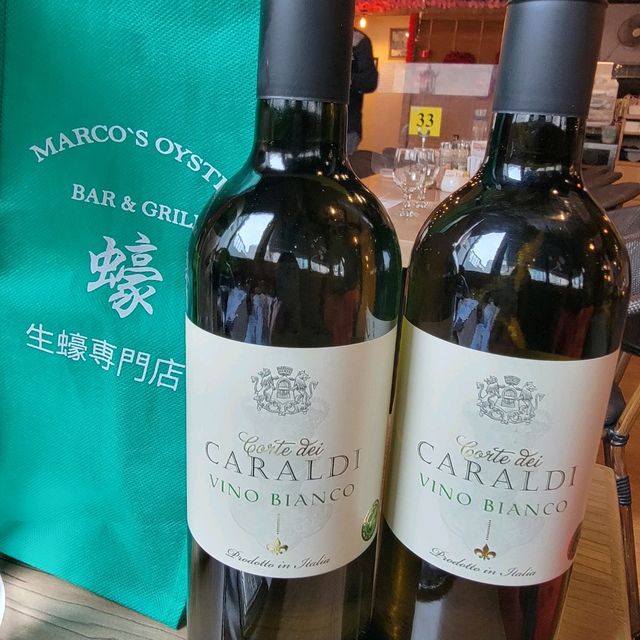 MARCO`S OYSTE
BAR & GRILL
蠔
生蠔専門店
33
Corte dei
CARALDI
VINO BIANCO
Prodotto in Italia
Corte dei
CARALDI
VINO BIANCO
Prodotto in Italia